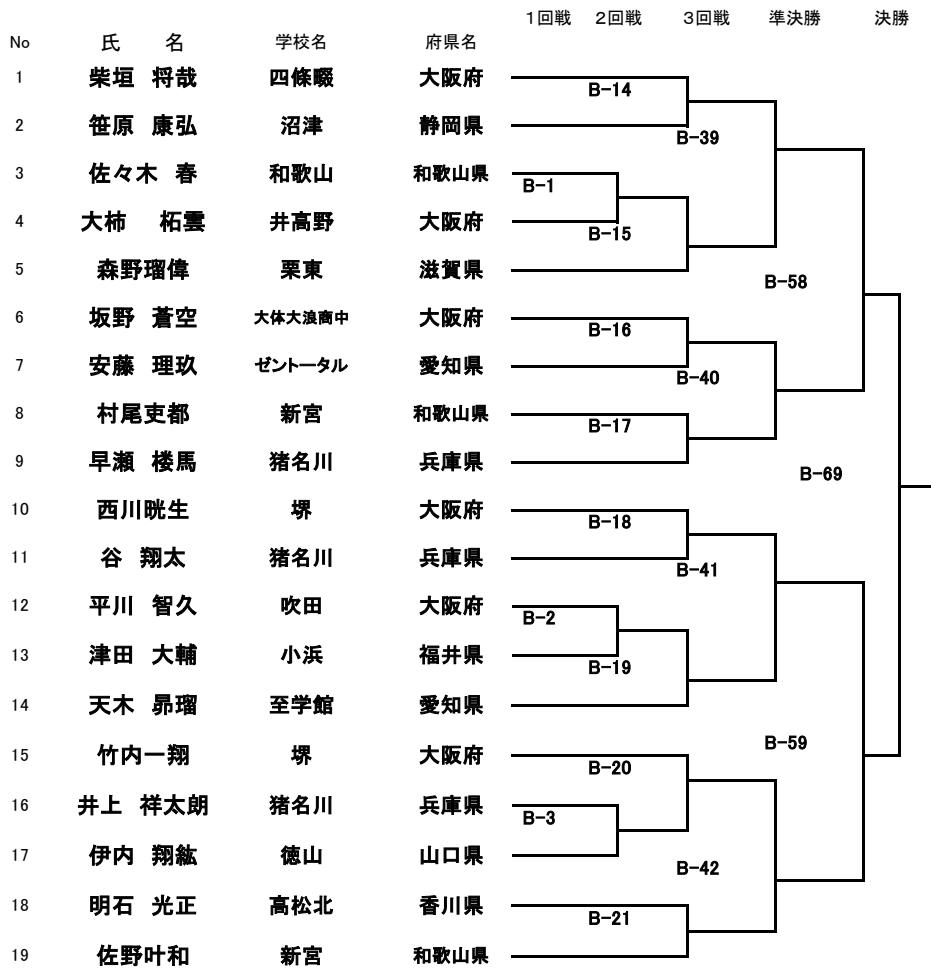 1回戦 2回戦 3回戦 準決勝 決勝
No 氏 名 学校名 府県名
1 柴垣 将哉 四條畷 大阪府
B-14
2 笹原 康弘 沼津 静岡県
B-39
3 佐々木 春 和歌山 和歌山県
B-1
4 大柿 柘雲 井高野 大阪府
B-15
5 森野瑠偉 栗東 滋賀県
B-58
6 坂野 蒼空 大体大浪商中 大阪府
B-16
7 安藤 理玖 ゼントータル 愛知県
B-40
8 村尾吏都 新宮 和歌山県
B-17
9 早瀬 楼馬 猪名川 兵庫県
B-69
10 西川晄生 堺 大阪府
B-18
11 谷 翔太 猪名川 兵庫県
B-41
12 平川 智久 吹田 大阪府
B-2
13 津田 大輔 小浜 福井県
B-19
14 天木 昴瑠 至学館 愛知県
B-59
15 竹内一翔 堺 大阪府
B-20
16 井上 祥太朗 猪名川 兵庫県
B-3
17 伊内 翔紘 徳山 山口県
B-42
18 明石 光正 高松北 香川県
B-21
19 佐野叶和 新宮 和歌山県